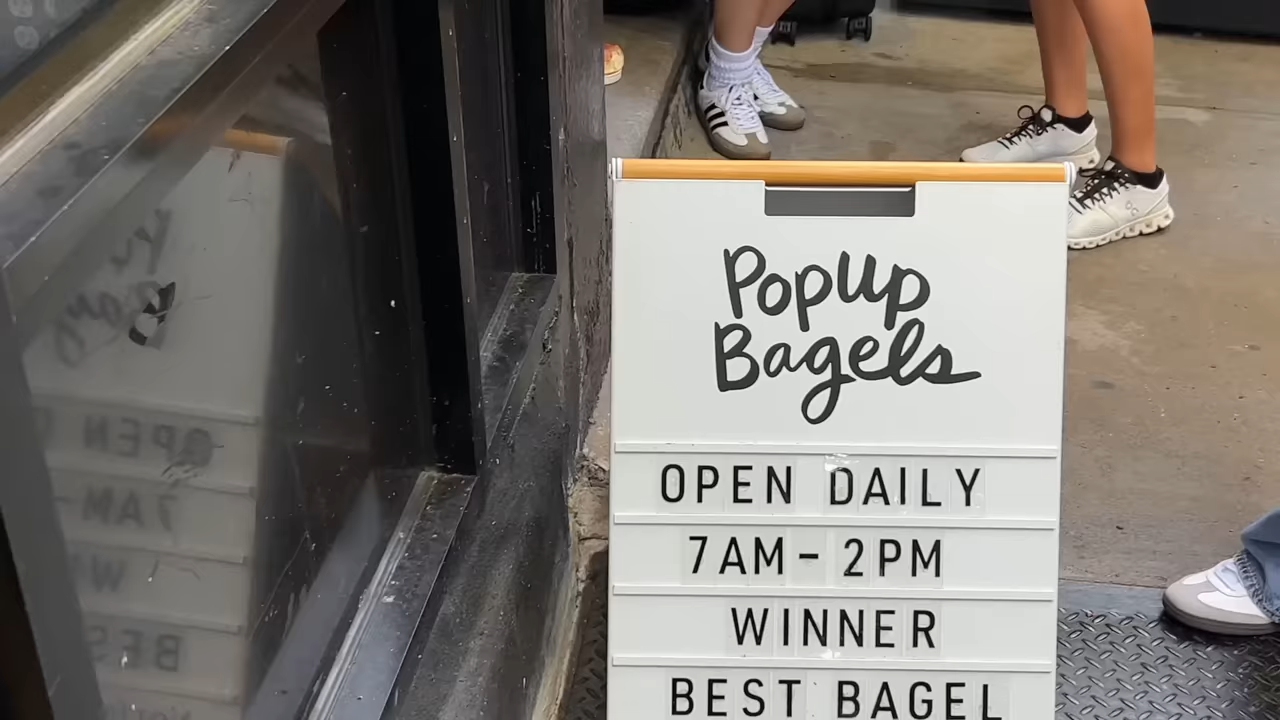 PopUp
Bagels
OPEN DAILY
7AM - 2PM
WINNER
BEST BAGEL